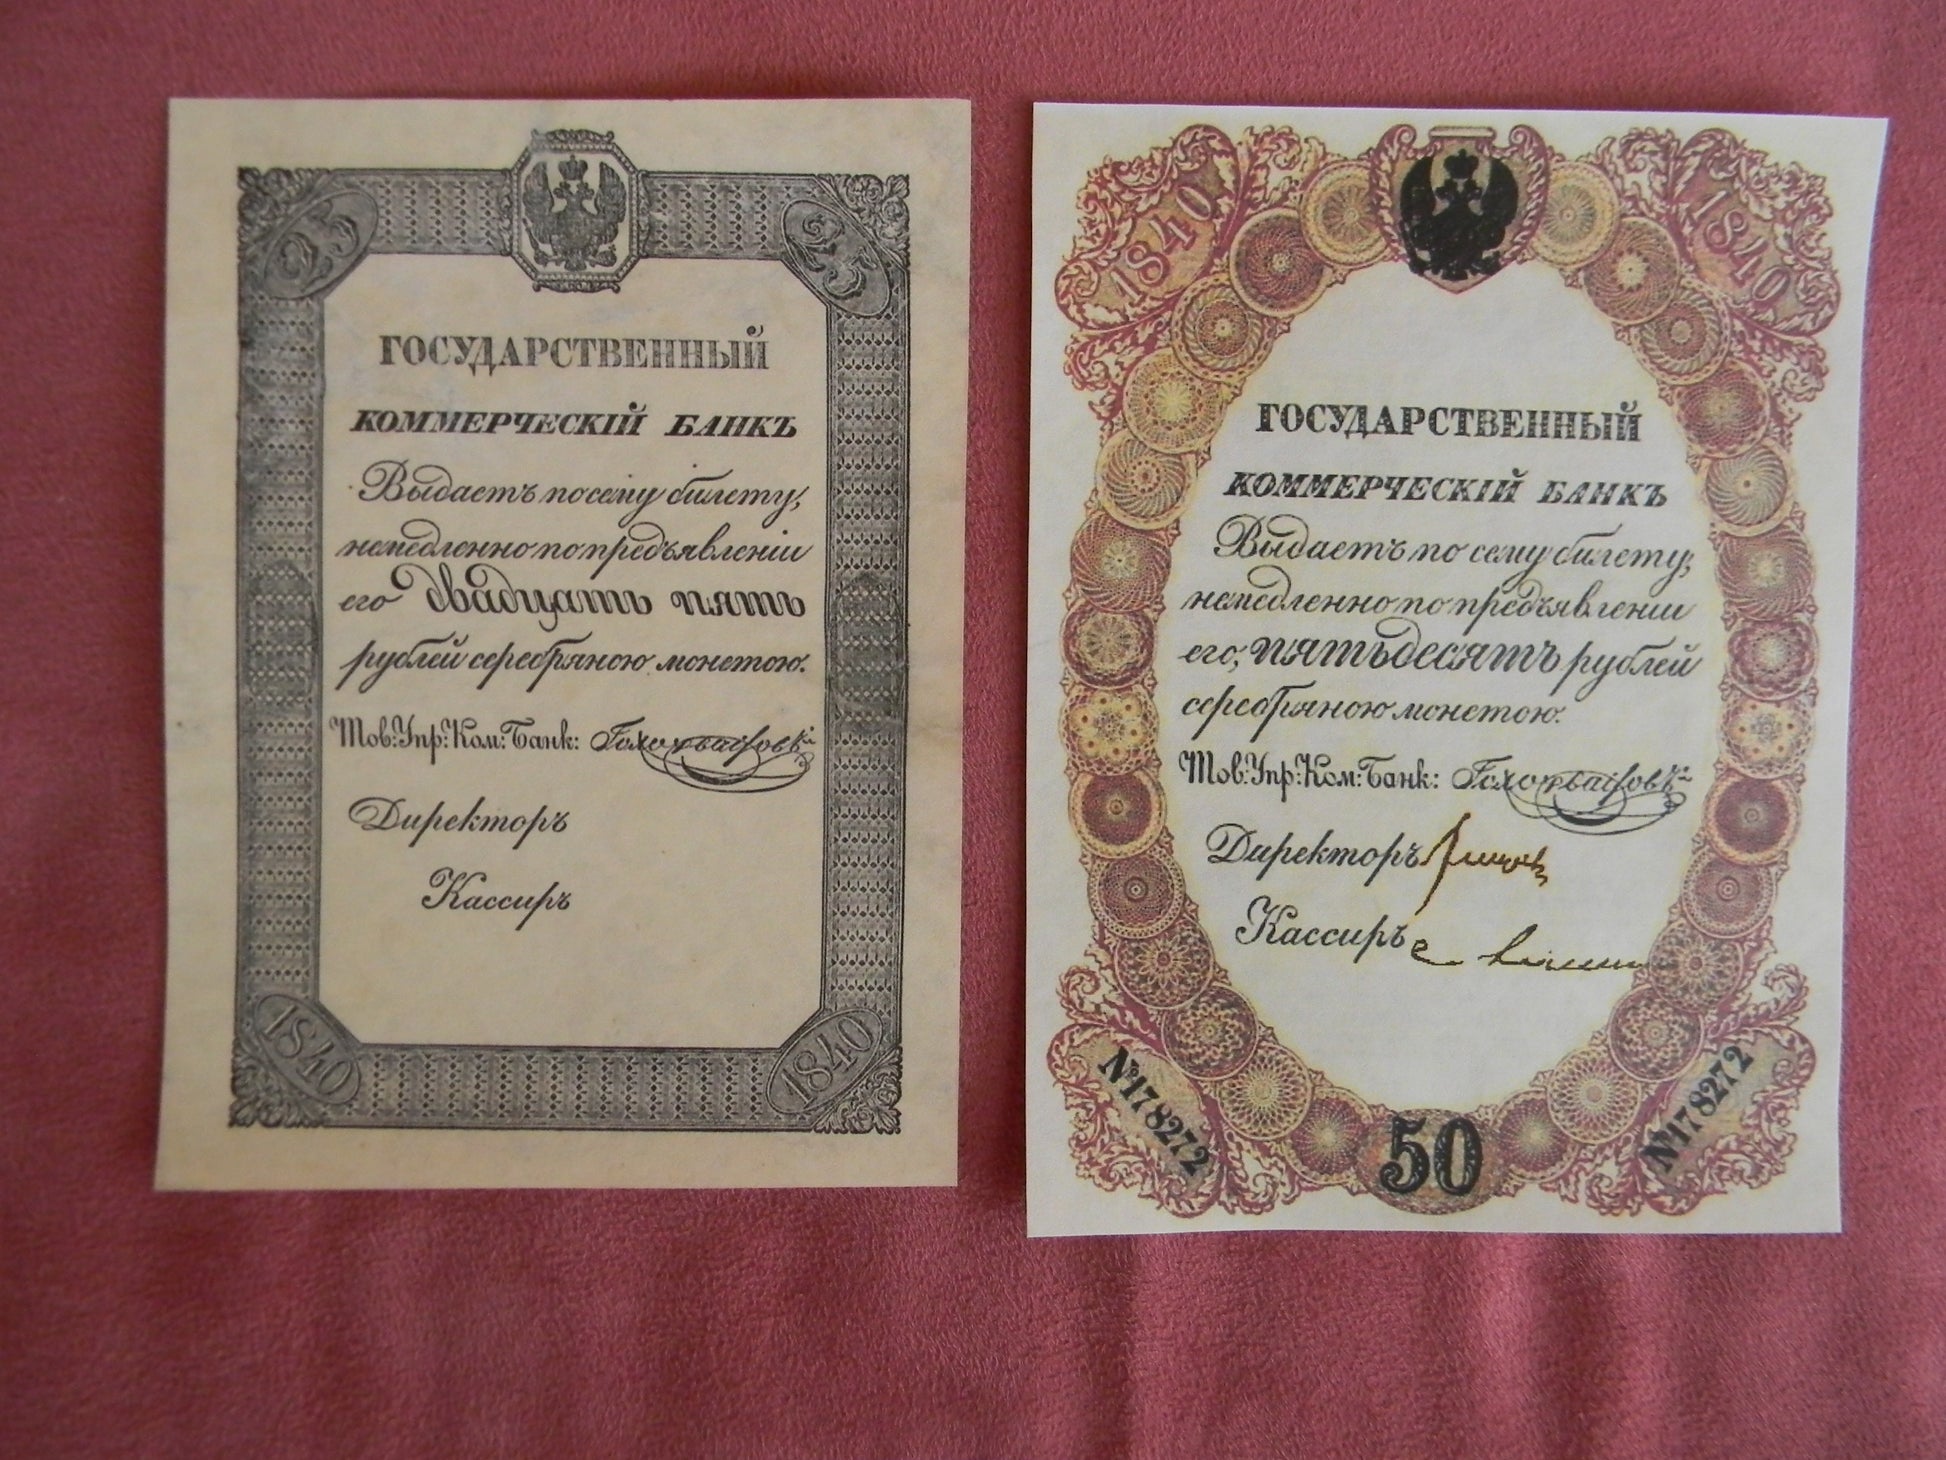 25
25
ГОСУДАРСТВЕННЫЙ
КОММЕРЧЕСКІЙ БАНКЪ
Выдаетъ по сему билету,
немедленно по предъявленіи
его двадцать пять
рублей серебряною монетою.
Тов: Упр: Ком: Банк:
Директоръ
Кассиръ
1840
1840
1840
1840
ГОСУДАРСТВЕННЫЙ
КОММЕРЧЕСКІЙ БАНКЪ
Выдаетъ по сему билету,
немедленно по предъявленіи
его, пятьдесятъ рублей
серебряною монетою.
Тов: Упр: Ком: Банк:
Директоръ
Кассиръ
№178272
50
№178272